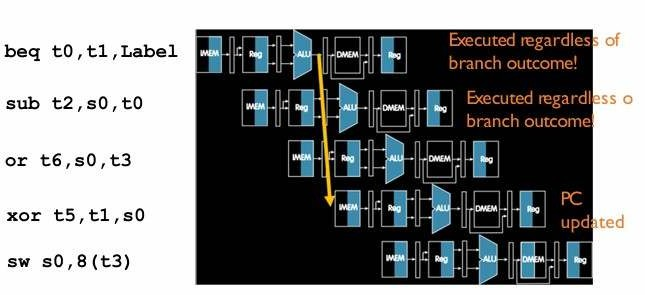 beq t0,t1,Label
IMEM Reg ALU DMEM Reg
Executed regardless of
branch outcome!
sub t2,s0,t0
IMEM Reg ALU DMEM Reg
Executed regardless o
branch outcome!
or t6,s0,t3
IMEM Reg ALU DMEM Reg
xor t5,t1,s0
IMEM Reg ALU DMEM Reg
PC
updated
sw s0,8(t3)
IMEM Reg ALU DMEM Reg